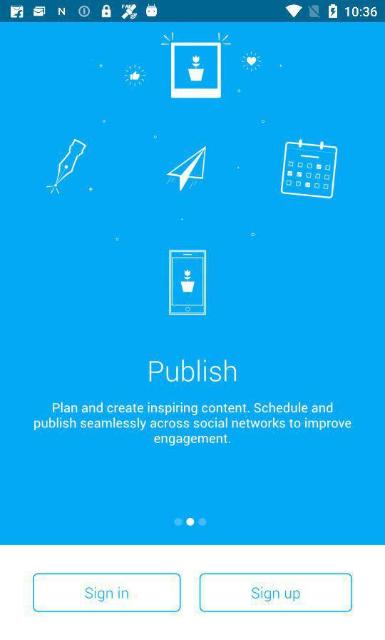 10:36
Publish
Plan and create inspiring content. Schedule and
publish seamlessly across social networks to improve
engagement.
Sign in
Sign up